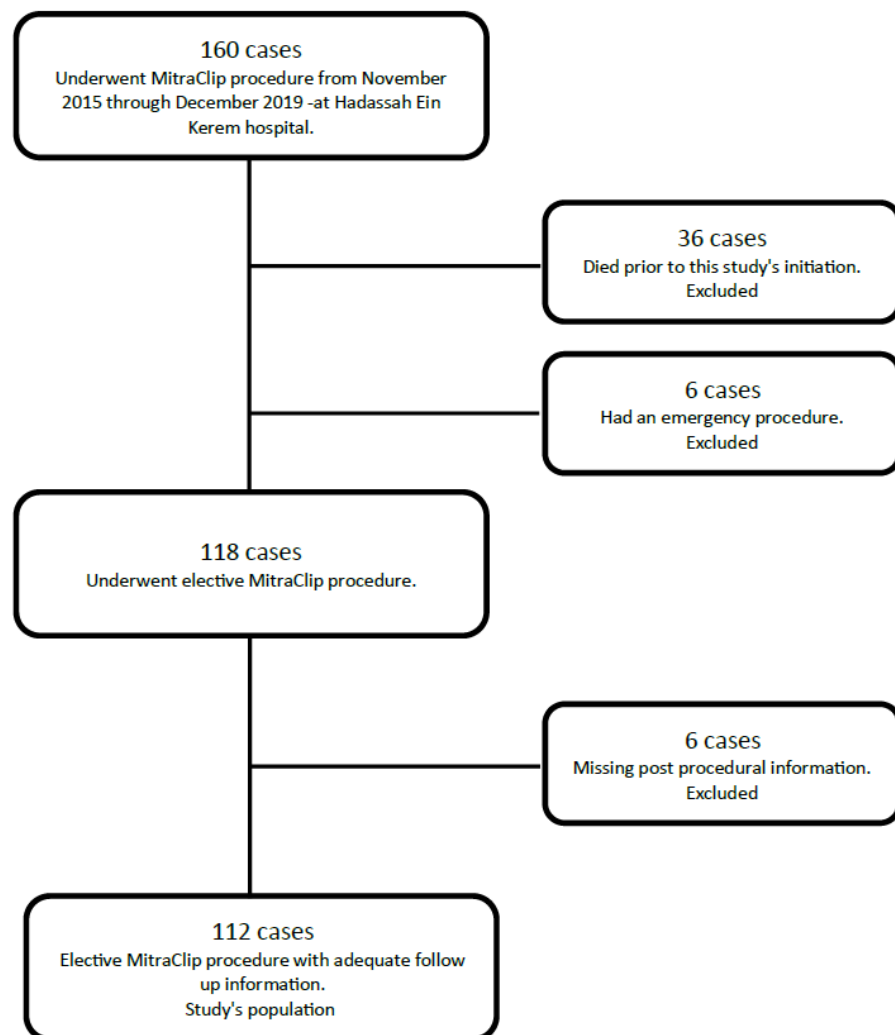 160 cases
Underwent MitraClip procedure from November
2015 through December 2019 -at Hadassah Ein
Kerem hospital.
36 cases
Died prior to this study's initiation.
Excluded
6 cases
Had an emergency procedure.
Excluded
118 cases
Underwent elective MitraClip procedure.
6 cases
Missing post procedural information.
Excluded
112 cases
Elective MitraClip procedure with adequate follow
up information.
Study's population